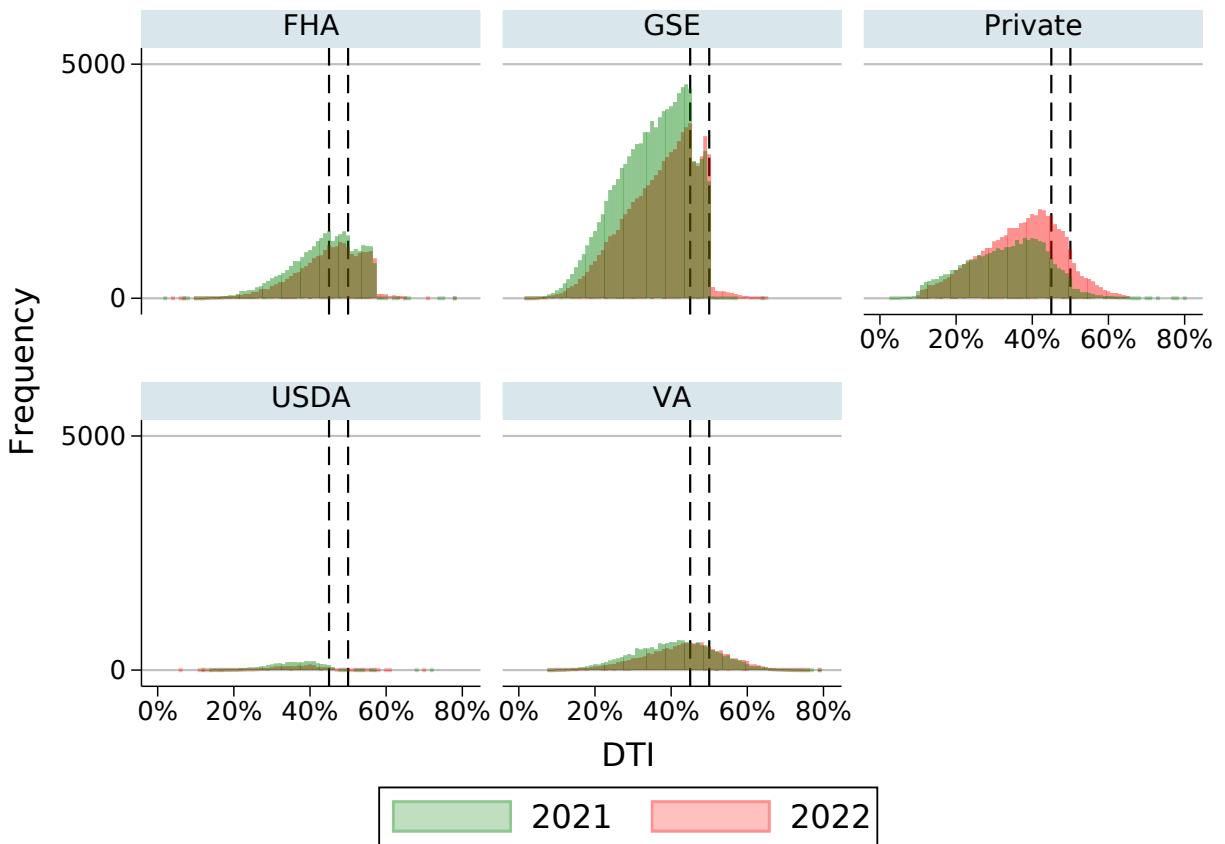 FHA GSE Private
5000
0
0% 20% 40% 60% 80%
USDA VA
5000
0
0% 20% 40% 60% 80% 0% 20% 40% 60% 80%
Frequency
DTI
2021 2022